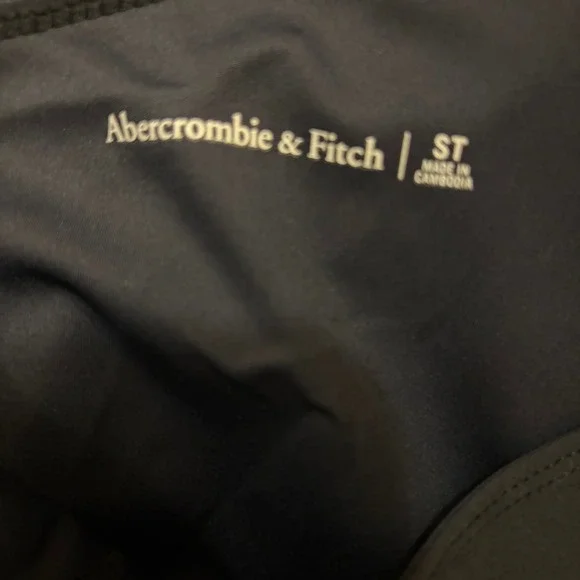 Abercrombie & Fitch | ST
MADE IN
CAMBODIA